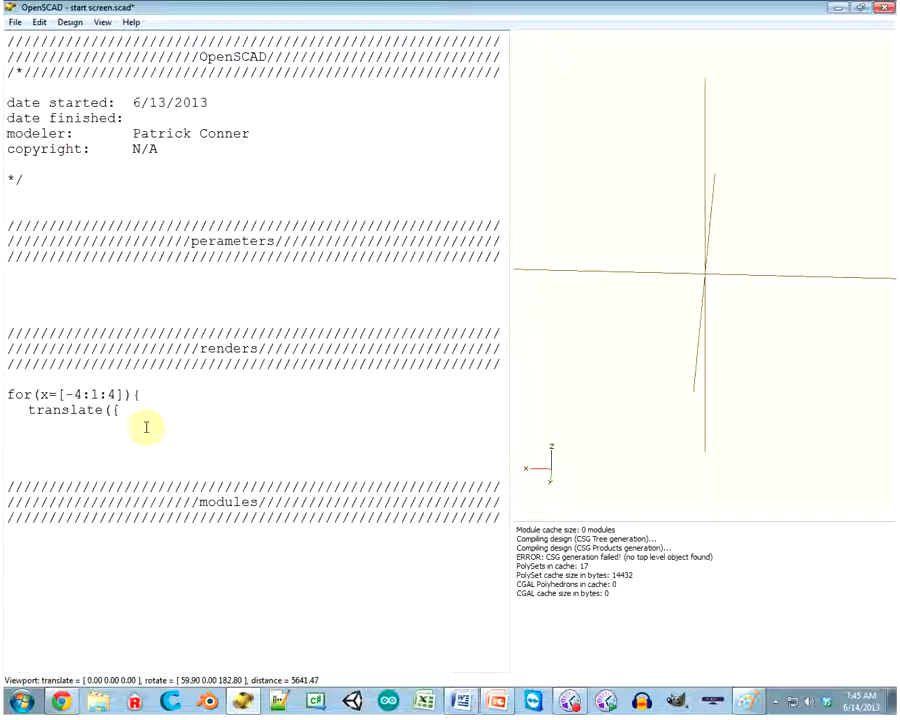 OpenSCAD - start screen.scad*
File Edit Design View Help
///////////////////////////////////////////////////////////
///////////////////////OpenSCAD////////////////////////////
/*/////////////////////////////////////////////////////////
date started: 6/13/2013
date finished:
modeler: Patrick Conner
copyright: N/A
*/
///////////////////////////////////////////////////////////
//////////////////////perameters///////////////////////////
///////////////////////////////////////////////////////////
///////////////////////////////////////////////////////////
///////////////////////renders/////////////////////////////
///////////////////////////////////////////////////////////
for(x=[-4:1:4]){
translate({
///////////////////////////////////////////////////////////
///////////////////////modules/////////////////////////////
///////////////////////////////////////////////////////////
z
x
y
Module cache size: 0 modules
Compiling design (CSG Tree generation)...
Compiling design (CSG Products generation)...
ERROR: CSG generation failed! (no top level object found)
PolySets in cache: 17
PolySet cache size in bytes: 14432
CGAL Polyhedrons in cache: 0
CGAL cache size in bytes: 0
Viewport: translate = [ 0.00 0.00 0.00 ], rotate = [ 59.90 0.00 182.80 ], distance = 5641.47
7:45 AM
6/14/2013